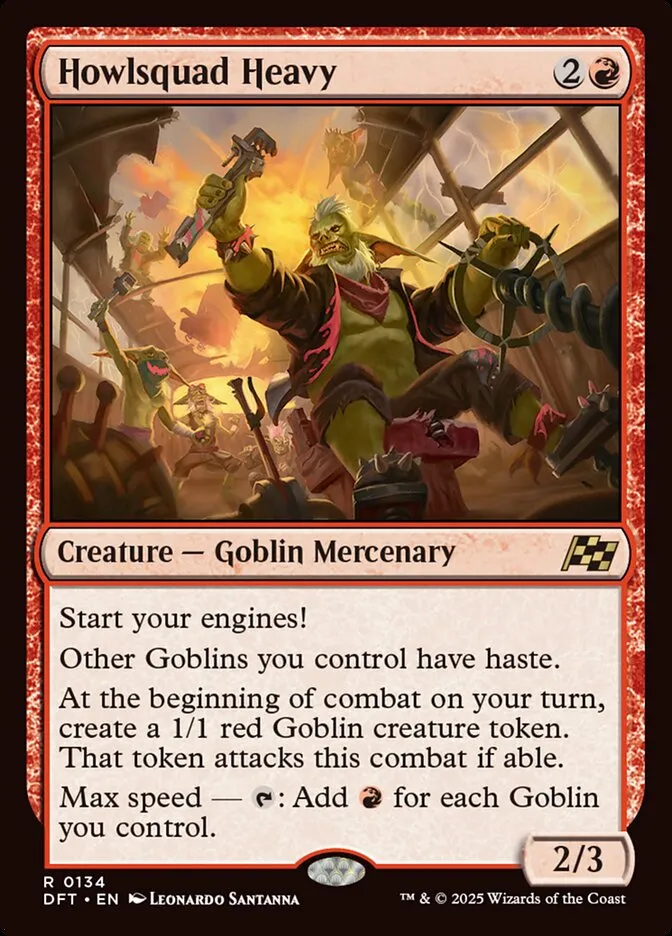 Howlsquad Heavy 2
Creature — Goblin Mercenary
Start your engines!
Other Goblins you control have haste.
At the beginning of combat on your turn,
create a 1/1 red Goblin creature token.
That token attacks this combat if able.
Max speed — : Add for each Goblin
you control.
2/3
R 0134
DFT • EN Leonardo Santanna
™ & © 2025 Wizards of the Coast